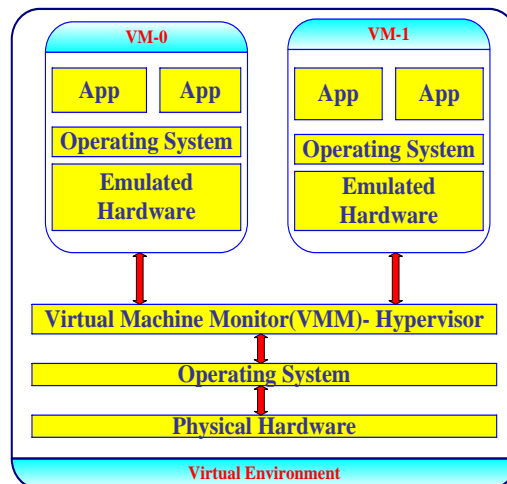 VM-0
App App
Operating System
Emulated
Hardware
VM-1
App App
Operating System
Emulated
Hardware
Virtual Machine Monitor(VMM)- Hypervisor
Operating System
Physical Hardware
Virtual Environment